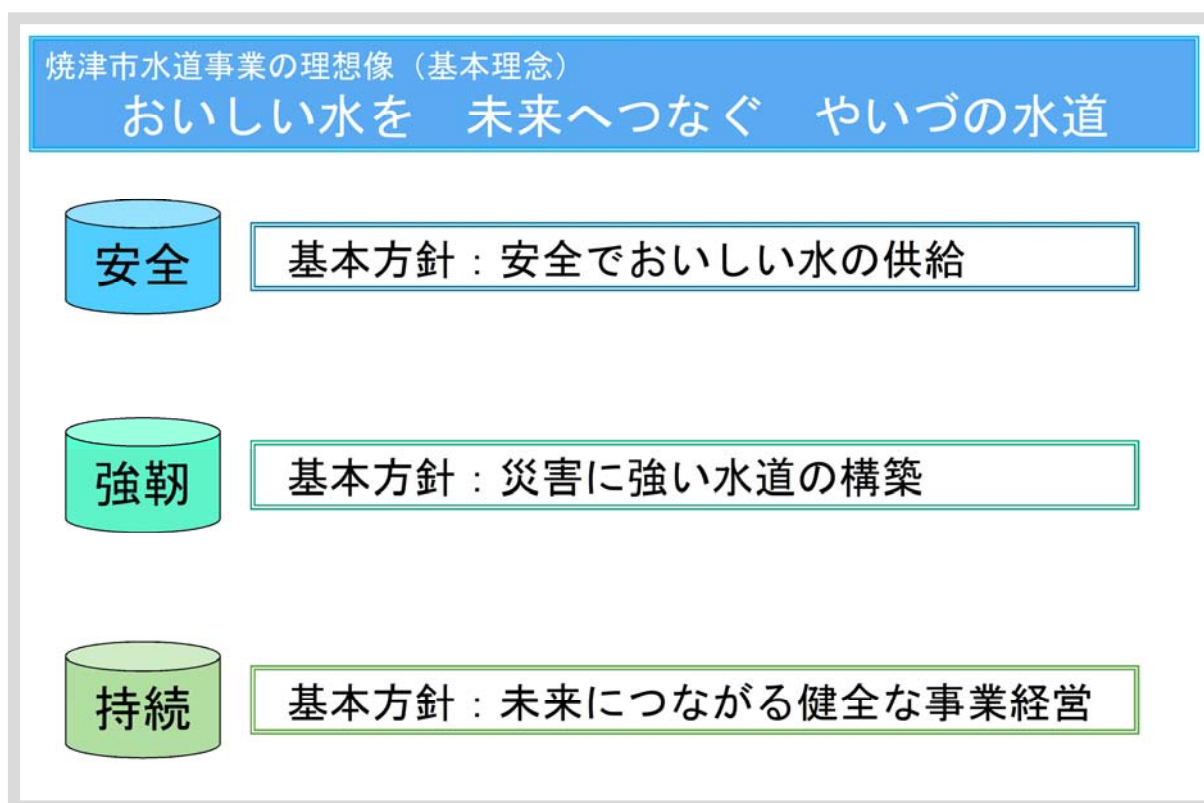 焼津市水道事業の理想像（基本理念）
おいしい水を　未来へつなぐ　やいづの水道
安全
基本方針：安全でおいしい水の供給
強靭
基本方針：災害に強い水道の構築
持続
基本方針：未来につながる健全な事業経営